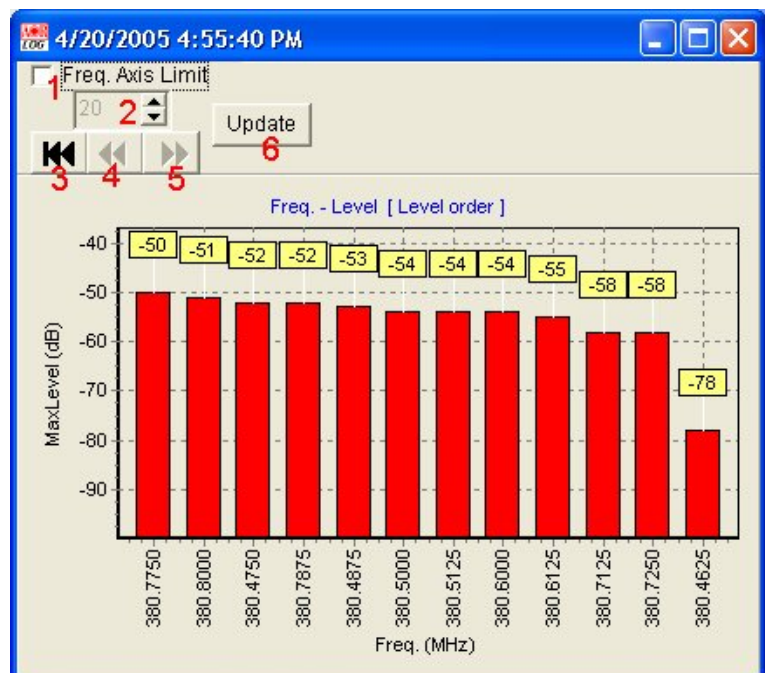 MOR LOG 4/20/2005 4:55:40 PM
1 Freq. Axis Limit
20 2
Update
3 4 5 6
Freq. - Level [ Level order ]
MaxLevel (dB)
-40
-50
-60
-70
-80
-90
-50 -51 -52 -52 -53 -54 -54 -54 -55 -58 -58 -78
380.7750 380.8000 380.4750 380.7875 380.4875 380.5000 380.5125 380.6000 380.6125 380.7125 380.7250 380.4625
Freq. (MHz)